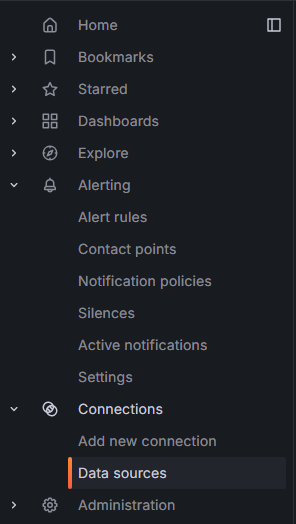 Home
Bookmarks
Starred
Dashboards
Explore
Alerting
Alert rules
Contact points
Notification policies
Silences
Active notifications
Settings
Connections
Add new connection
Data sources
Administration